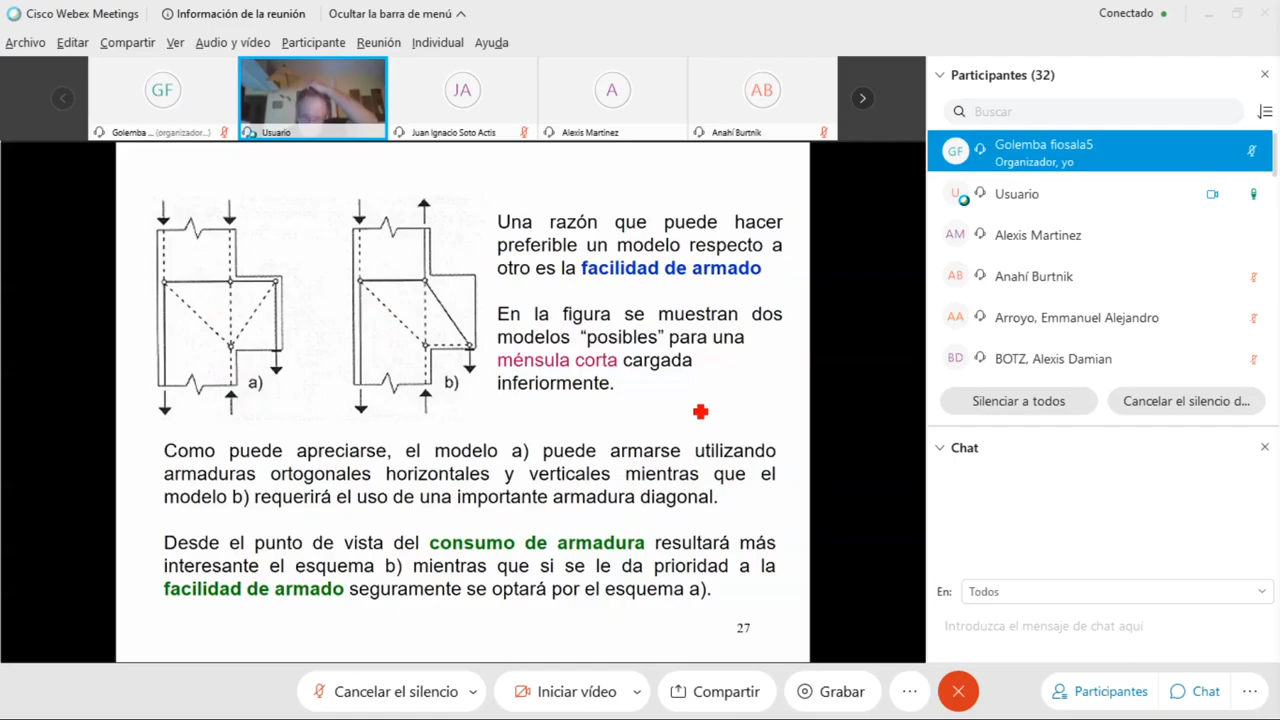 Cisco Webex Meetings
Información de la reunión
Ocultar la barra de menú
Conectado
Archivo Editar Compartir Ver Audio y vídeo Participante Reunión Individual Ayuda
GF
JA
A
AB
Golemba ... (organizador...)
Usuario
Juan Ignacio Soto Actis
Alexis Martinez
Anahí Burtnik
Una razón que puede hacer
preferible un modelo respecto a
otro es la facilidad de armado
En la figura se muestran dos
modelos “posibles” para una
ménsula corta cargada
inferiormente.
a)
b)
Como puede apreciarse, el modelo a) puede armarse utilizando
armaduras ortogonales horizontales y verticales mientras que el
modelo b) requerirá el uso de una importante armadura diagonal.
Desde el punto de vista del consumo de armadura resultará más
interesante el esquema b) mientras que si se le da prioridad a la
facilidad de armado seguramente se optará por el esquema a).
27
Participantes (32)
Buscar
GF Golemba fiosala5
Organizador, yo
U Usuario
AM Alexis Martinez
AB Anahí Burtnik
AA Arroyo, Emmanuel Alejandro
BD BOTZ, Alexis Damian
Silenciar a todos
Cancelar el silencio d...
Chat
En: Todos
Introduzca el mensaje de chat aquí
Cancelar el silencio
Iniciar vídeo
Compartir
Grabar
Participantes
Chat